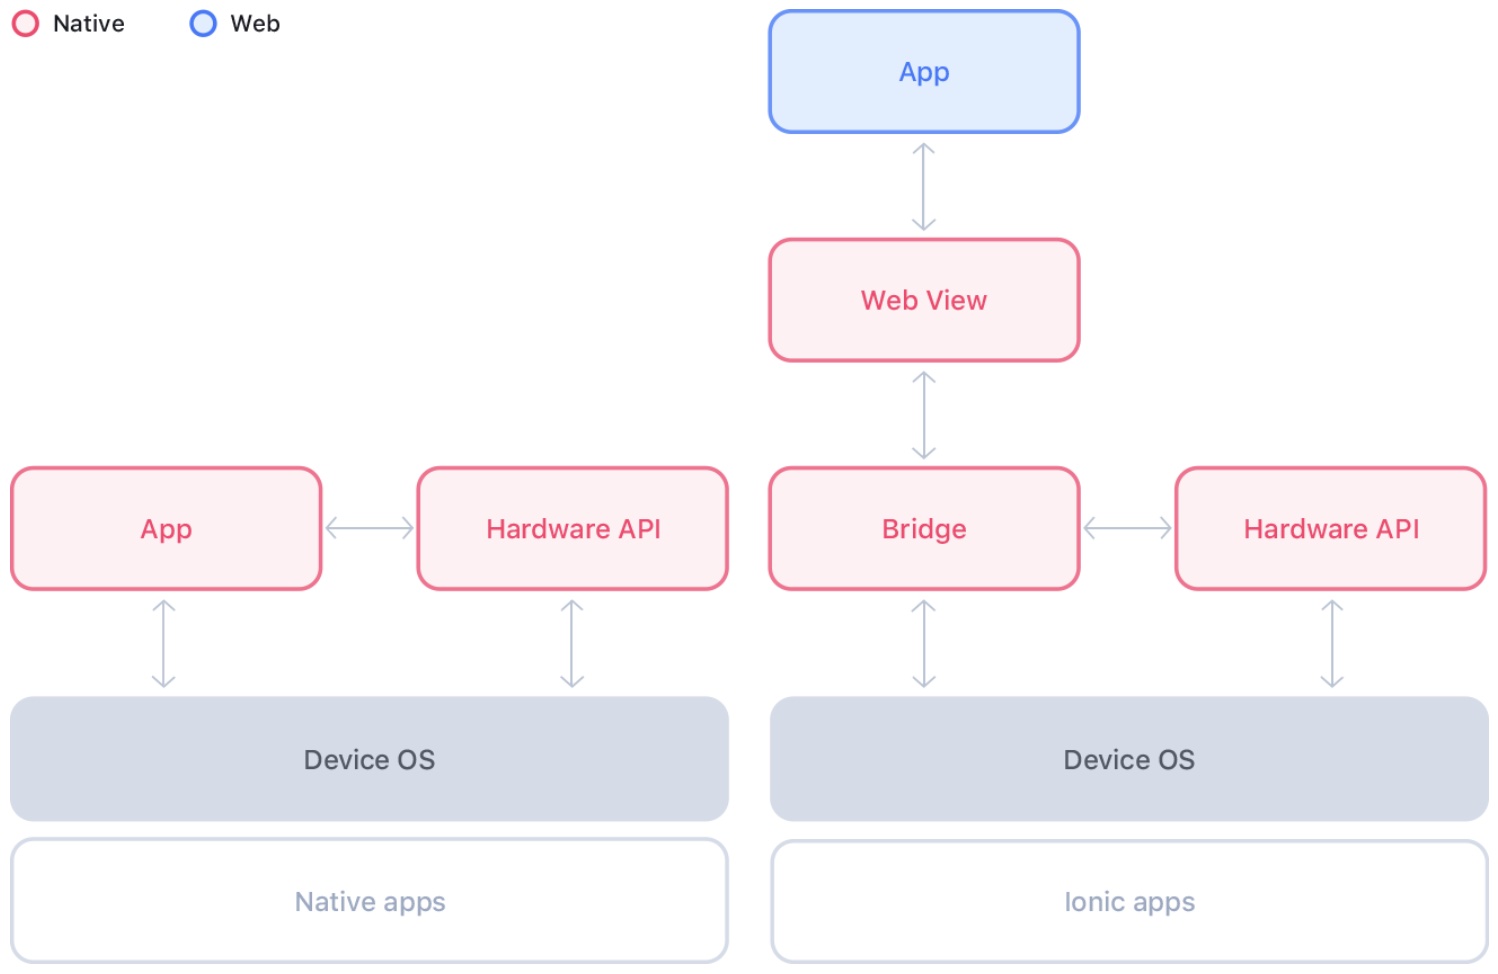 Native
Web
App
Web View
App
Hardware API
Bridge
Hardware API
Device OS
Device OS
Native apps
Ionic apps